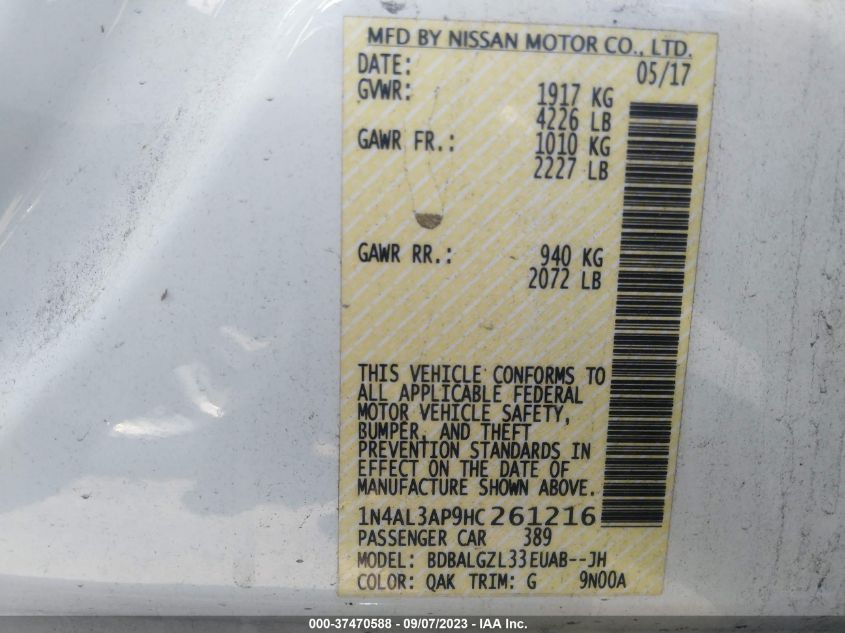 MFD BY NISSAN MOTOR CO., LTD.
DATE: 05/17
GVWR: 1917 KG
4226 LB
GAWR FR.: 1010 KG
2227 LB
GAWR RR.: 940 KG
2072 LB
THIS VEHICLE CONFORMS TO
ALL APPLICABLE FEDERAL
MOTOR VEHICLE SAFETY,
BUMPER, AND THEFT
PREVENTION STANDARDS IN
EFFECT ON THE DATE OF
MANUFACTURE SHOWN ABOVE.
1N4AL3AP9HC261216
PASSENGER CAR 389
MODEL: BDBALGZL33EUAB--JH
COLOR: QAK TRIM: G 9N00A
000-37470588 - 09/07/2023 - IAA Inc.